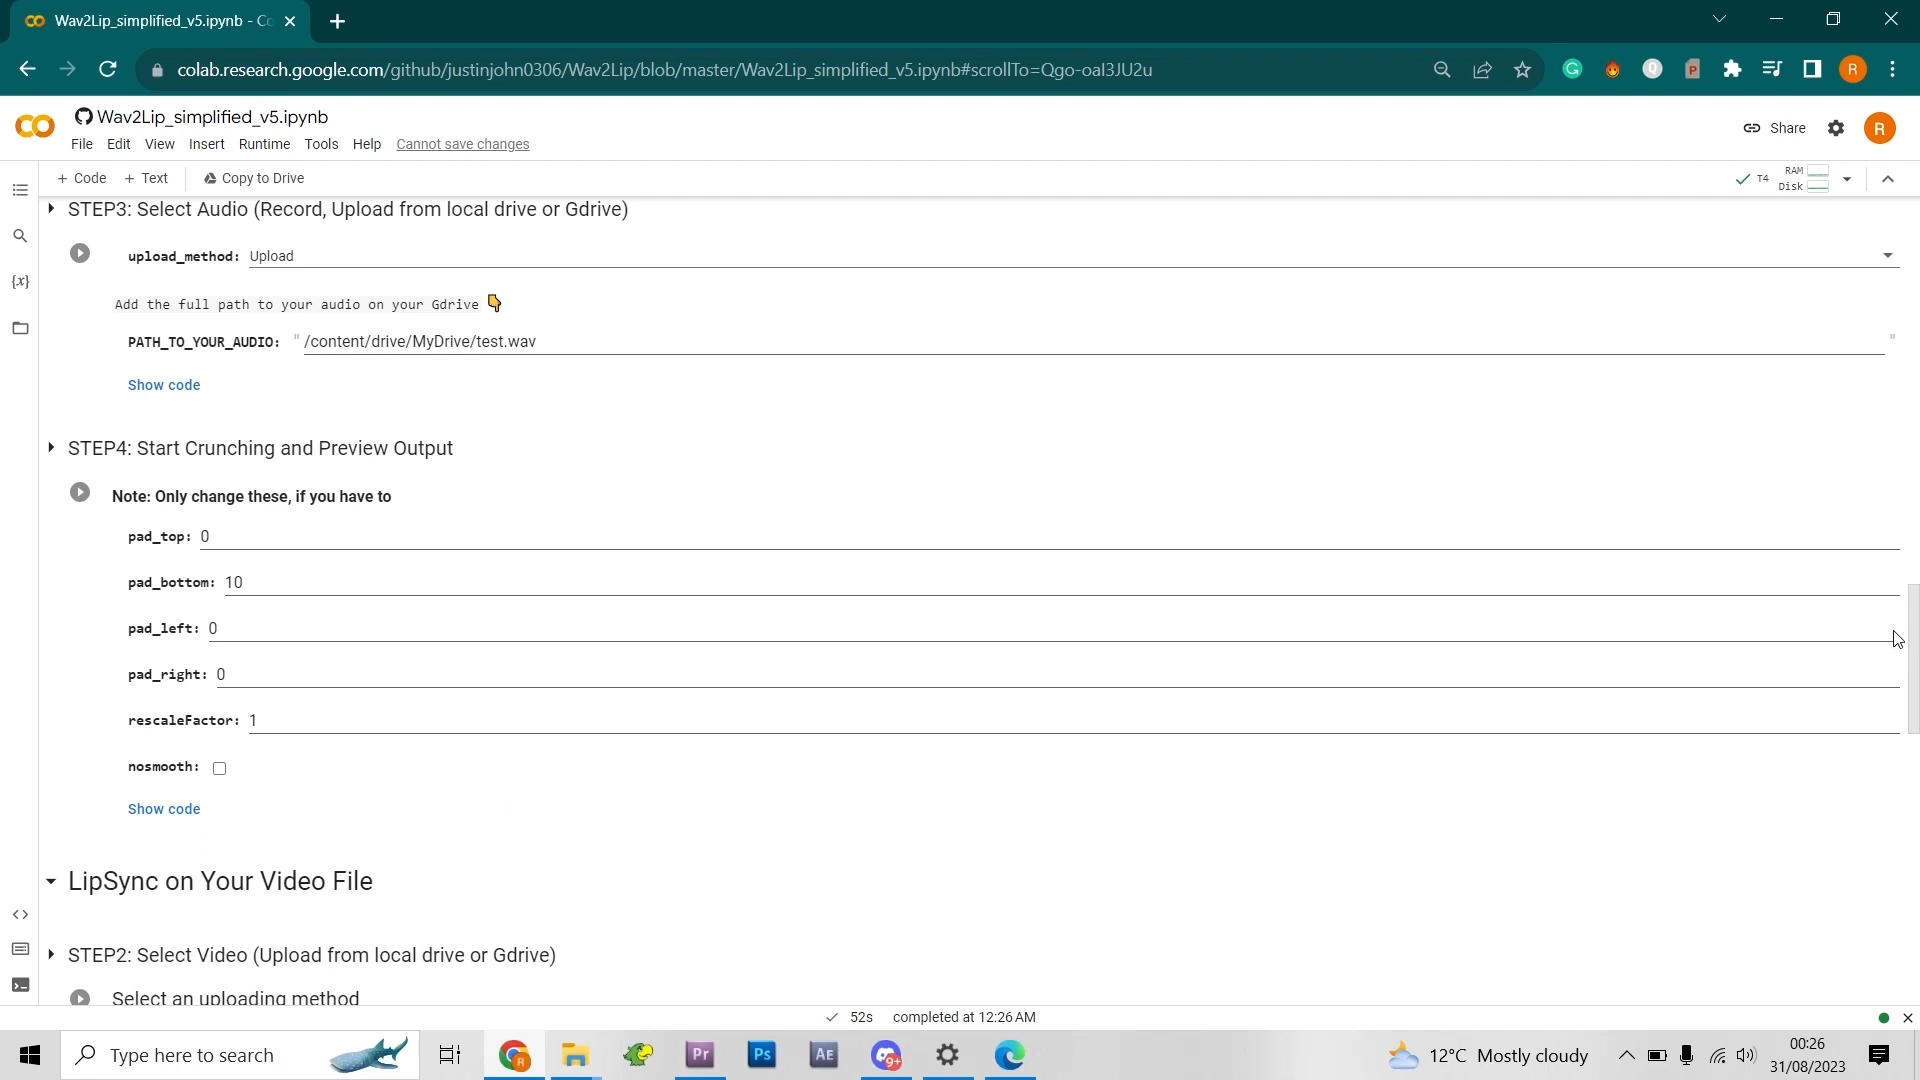 Wav2Lip_simplified_v5.ipynb - Co
colab.research.google.com/github/justinjohn0306/Wav2Lip/blob/master/Wav2Lip_simplified_v5.ipynb#scrollTo=Qgo-oaI3JU2u
R
Wav2Lip_simplified_v5.ipynb
Share
R
File Edit View Insert Runtime Tools Help Cannot save changes
+ Code + Text Copy to Drive
T4 RAM
Disk
STEP3: Select Audio (Record, Upload from local drive or Gdrive)
upload_method: Upload
{x}
Add the full path to your audio on your Gdrive 👇
PATH_TO_YOUR_AUDIO: "/content/drive/MyDrive/test.wav"
Show code
STEP4: Start Crunching and Preview Output
Note: Only change these, if you have to
pad_top: 0
pad_bottom: 10
pad_left: 0
pad_right: 0
rescaleFactor: 1
nosmooth:
Show code
LipSync on Your Video File
STEP2: Select Video (Upload from local drive or Gdrive)
Select an uploading method
52s completed at 12:26 AM
Type here to search
Pr
Ps
AE
9+
12°C Mostly cloudy
00:26
31/08/2023